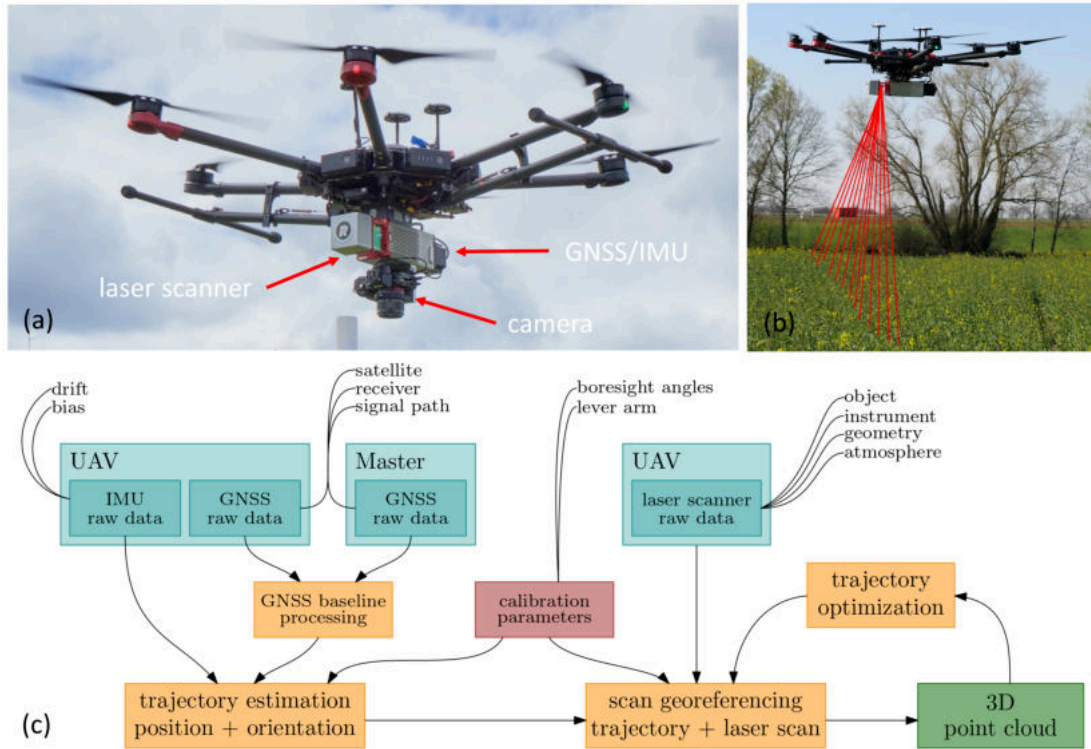 laser scanner
GNSS/IMU
camera
(a)
(b)
drift
bias
satellite
receiver
signal path
boresight angles
lever arm
object
instrument
geometry
atmosphere
UAV
Master
UAV
IMU
raw data
GNSS
raw data
GNSS
raw data
laser scanner
raw data
GNSS baseline
processing
calibration
parameters
trajectory
optimization
trajectory estimation
position + orientation
scan georeferencing
trajectory + laser scan
3D
point cloud
(c)